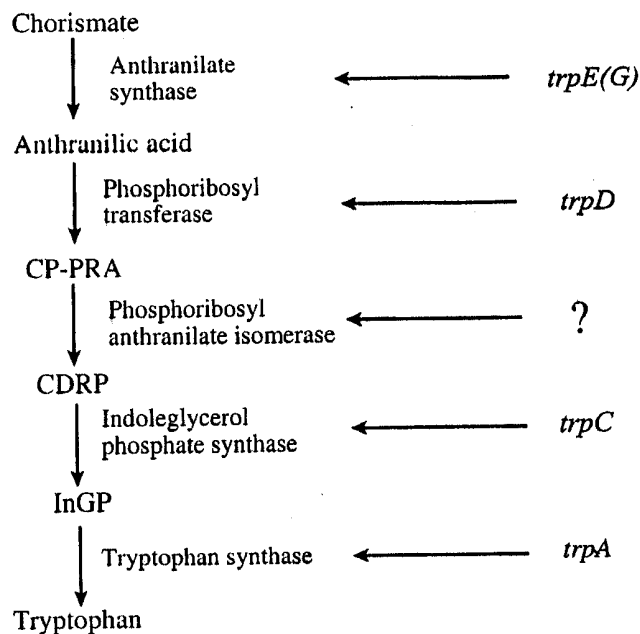 Chorismate
Anthranilate
synthase
trpE(G)
Anthranilic acid
Phosphoribosyl
transferase
trpD
CP-PRA
Phosphoribosyl
anthranilate isomerase
?
CDRP
Indoleglycerol
phosphate synthase
trpC
InGP
Tryptophan synthase
trpA
Tryptophan